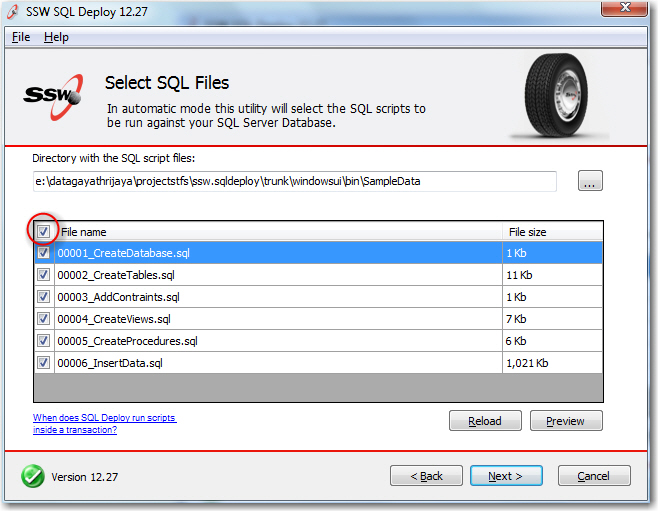 SSW SQL Deploy 12.27
File Help
SSW
Select SQL Files
In automatic mode this utility will select the SQL scripts to
be run against your SQL Server Database.
Directory with the SQL script files:
e:\datagayathrijaya\projectstfs\ssw.sqldeploy\trunk\windowsui\bin\SampleData
...
File name File size
00001_CreateDatabase.sql 1 Kb
00002_CreateTables.sql 11 Kb
00003_AddContraints.sql 1 Kb
00004_CreateViews.sql 7 Kb
00005_CreateProcedures.sql 6 Kb
00006_InsertData.sql 1,021 Kb
When does SQL Deploy run scripts
inside a transaction?
Reload Preview
Version 12.27 < Back Next > Cancel